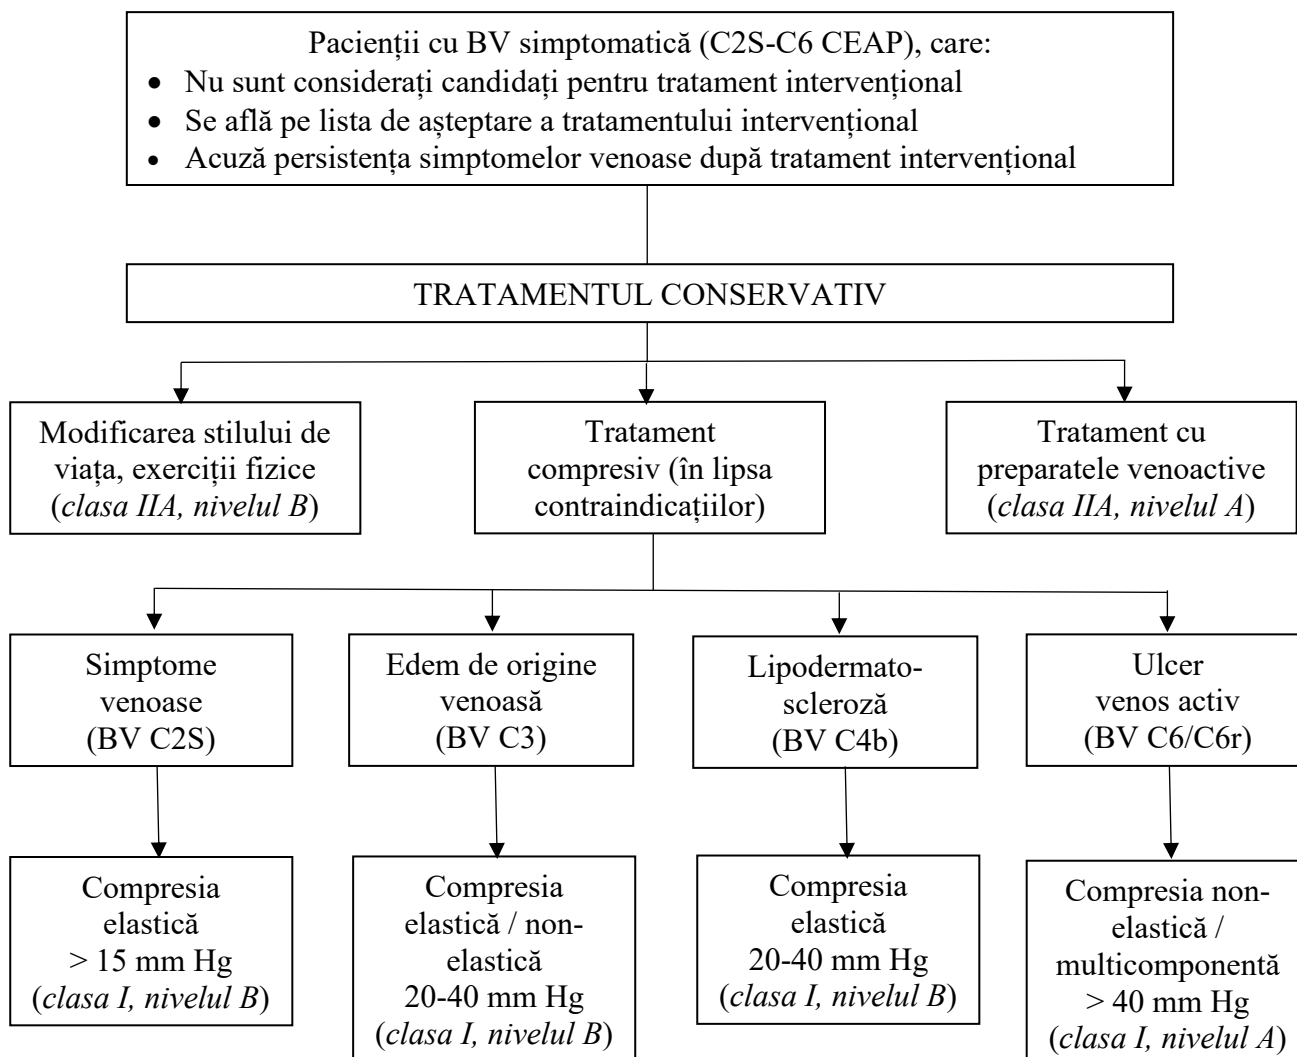 Pacienții cu BV simptomatică (C2S-C6 CEAP), care:
• Nu sunt considerați candidați pentru tratament intervențional
• Se află pe lista de așteptare a tratamentului intervențional
• Acuză persistența simptomelor venoase după tratament intervențional
TRATAMENTUL CONSERVATIV
Modificarea stilului de
viața, exerciții fizice
(clasa IIA, nivelul B)
Tratament
compresiv (în lipsa
contraindicațiilor)
Tratament cu
preparatele venoactive
(clasa IIA, nivelul A)
Simptome
venoase
(BV C2S)
Edem de origine
venoasă
(BV C3)
Lipodermato-
scleroză
(BV C4b)
Ulcer
venos activ
(BV C6/C6r)
Compresia
elastică
> 15 mm Hg
(clasa I, nivelul B)
Compresia
elastică / non-
elastică
20-40 mm Hg
(clasa I, nivelul B)
Compresia
elastică
20-40 mm Hg
(clasa I, nivelul B)
Compresia non-
elastică /
multicomponentă
> 40 mm Hg
(clasa I, nivelul A)